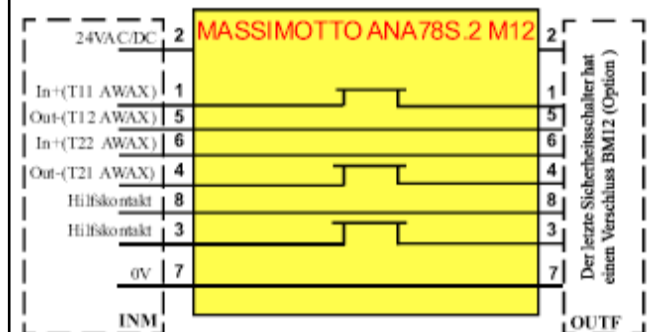 MASSIMOTTO ANA78S.2 M12
24VAC/DC 2 2
In+(T11 AWAX) 1 1
Out-(T12 AWAX) 5 5
In+(T22 AWAX) 6 6
Out-(T21 AWAX) 4 4
Hilfskontakt 8 8
Hilfskontakt 3 3
0V 7 7
INM OUTF
Der letzte Sicherheitsschalter hat
einen Verschluss BM12 (Option )